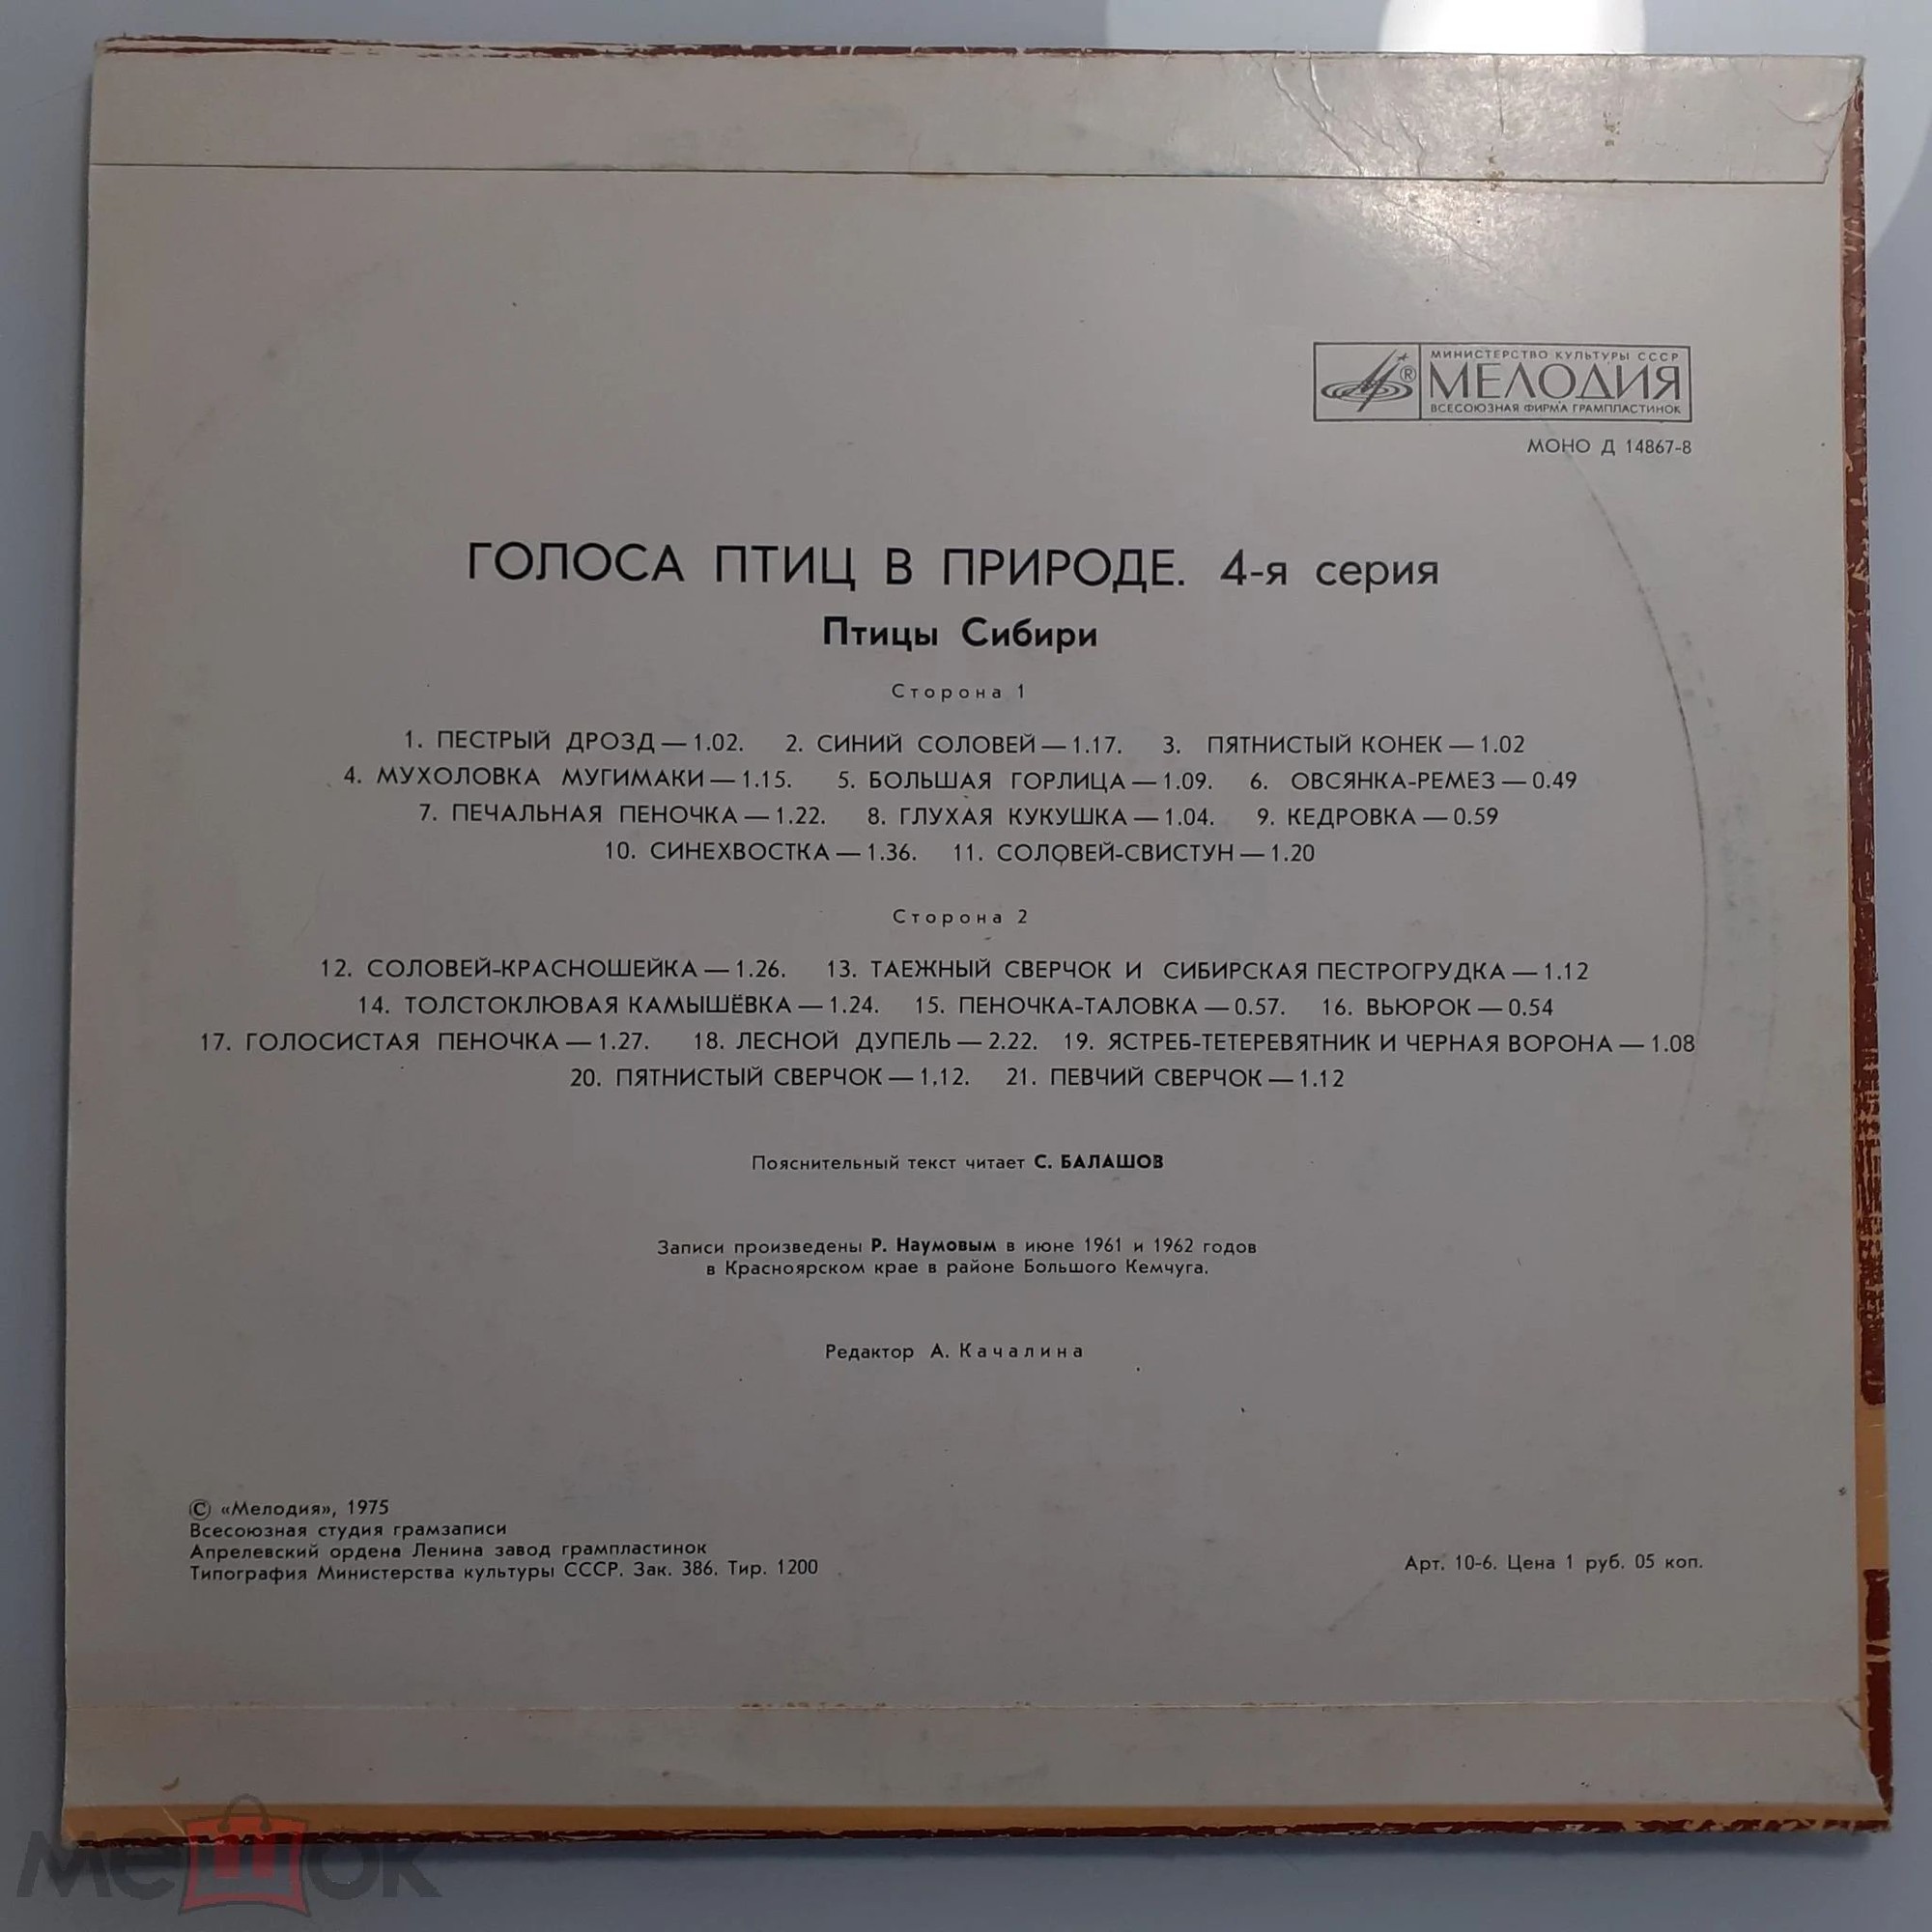 МИНИСТЕРСТВО КУЛЬТУРЫ СССР
МЕЛОДИЯ
®
ВСЕСОЮЗНАЯ ФИРМА ГРАМПЛАСТИНОК
МОНО Д 14867-8
ГОЛОСА ПТИЦ В ПРИРОДЕ. 4-я серия
Птицы Сибири
Сторона 1
1. ПЕСТРЫЙ ДРОЗД — 1.02. 2. СИНИЙ СОЛОВЕЙ — 1.17. 3. ПЯТНИСТЫЙ КОНЕК — 1.02
4. МУХОЛОВКА МУГИМАКИ — 1.15. 5. БОЛЬШАЯ ГОРЛИЦА — 1.09. 6. ОВСЯНКА-РЕМЕЗ — 0.49
7. ПЕЧАЛЬНАЯ ПЕНОЧКА — 1.22. 8. ГЛУХАЯ КУКУШКА — 1.04. 9. КЕДРОВКА — 0.59
10. СИНЕХВОСТКА — 1.36. 11. СОЛОВЕЙ-СВИСТУН — 1.20
Сторона 2
12. СОЛОВЕЙ-КРАСНОШЕЙКА — 1.26. 13. ТАЕЖНЫЙ СВЕРЧОК И СИБИРСКАЯ ПЕСТРОГРУДКА — 1.12
14. ТОЛСТОКЛЮВАЯ КАМЫШЁВКА — 1.24. 15. ПЕНОЧКА-ТАЛОВКА — 0.57. 16. ВЬЮРОК — 0.54
17. ГОЛОСИСТАЯ ПЕНОЧКА — 1.27. 18. ЛЕСНОЙ ДУПЕЛЬ — 2.22. 19. ЯСТРЕБ-ТЕТЕРЕВЯТНИК И ЧЕРНАЯ ВОРОНА — 1.08
20. ПЯТНИСТЫЙ СВЕРЧОК — 1,12. 21. ПЕВЧИЙ СВЕРЧОК — 1.12
Пояснительный текст читает С. БАЛАШОВ
Записи произведены Р. Наумовым в июне 1961 и 1962 годов
в Красноярском крае в районе Большого Кемчуга.
Редактор А. Качалина
© «Мелодия», 1975
Всесоюзная студия грамзаписи
Апрелевский ордена Ленина завод грампластинок
Типография Министерства культуры СССР. Зак. 386. Тир. 1200
Арт. 10-6. Цена 1 руб. 05 коп.
мешок